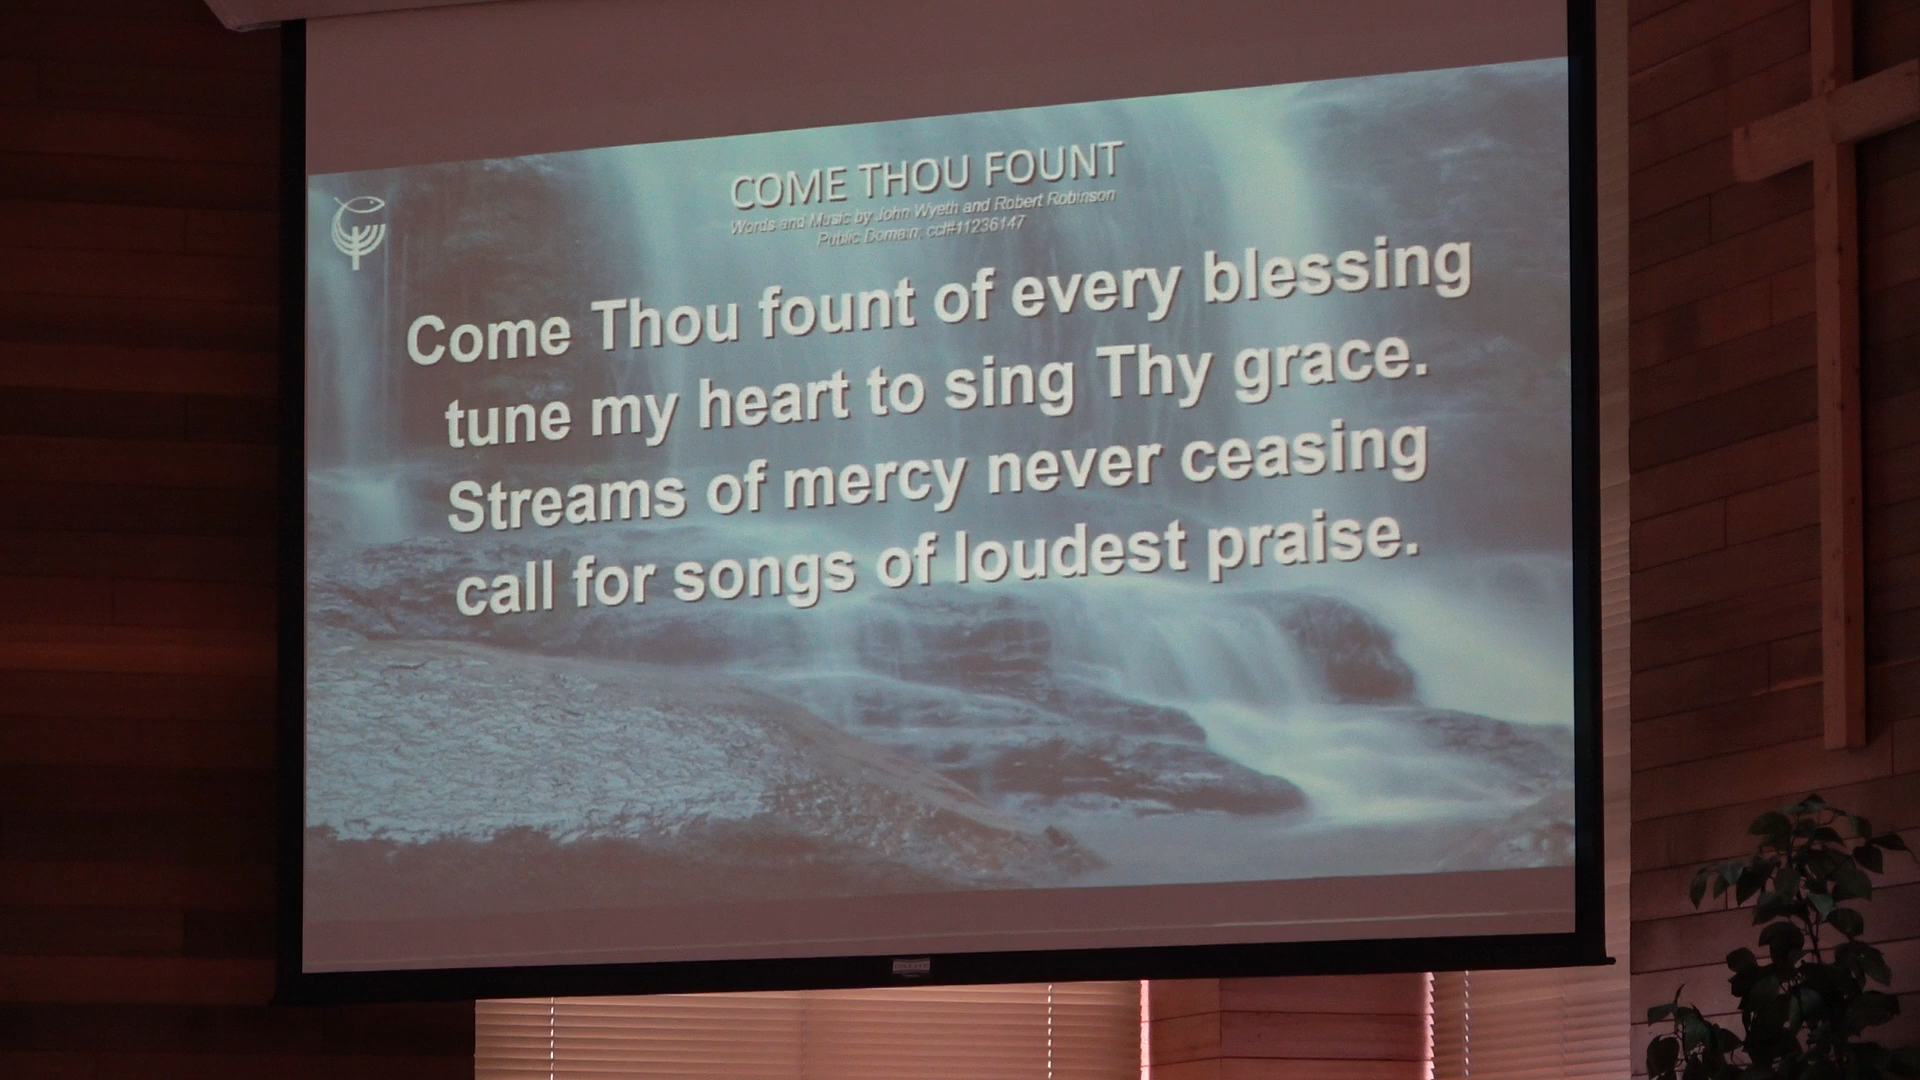 COME THOU FOUNT
Words and Music by John Wyeth and Robert Robinson
Public Domain; ccl#11236147
Come Thou fount of every blessing
tune my heart to sing Thy grace.
Streams of mercy never ceasing
call for songs of loudest praise.